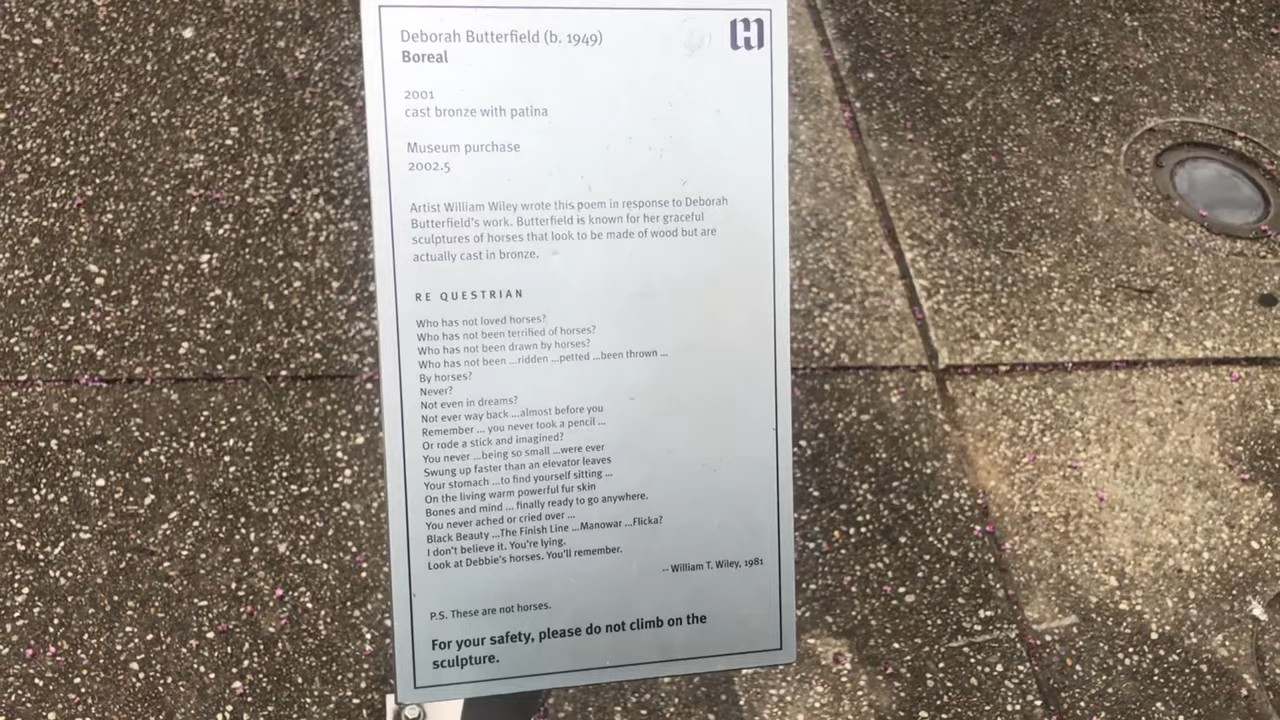 Deborah Butterfield (b. 1949)
Boreal
2001
cast bronze with patina
Museum purchase
2002.5
Artist William Wiley wrote this poem in response to Deborah
Butterfield's work. Butterfield is known for her graceful
sculptures of horses that look to be made of wood but are
actually cast in bronze.
RE QUESTRIAN
Who has not loved horses?
Who has not been terrified of horses?
Who has not been drawn by horses?
Who has not been ...ridden ...petted ...been thrown ...
By horses?
Never?
Not even in dreams?
Not ever way back ...almost before you
Remember ... you never took a pencil ...
Or rode a stick and imagined?
You never ...being so small ...were ever
Swung up faster than an elevator leaves
Your stomach ...to find yourself sitting ...
On the living warm powerful fur skin
Bones and mind ... finally ready to go anywhere.
You never ached or cried over ...
Black Beauty ...The Finish Line ...Manowar ...Flicka?
I don't believe it. You're lying.
Look at Debbie's horses. You'll remember.
-- William T. Wiley, 1981
P.S. These are not horses.
For your safety, please do not climb on the
sculpture.